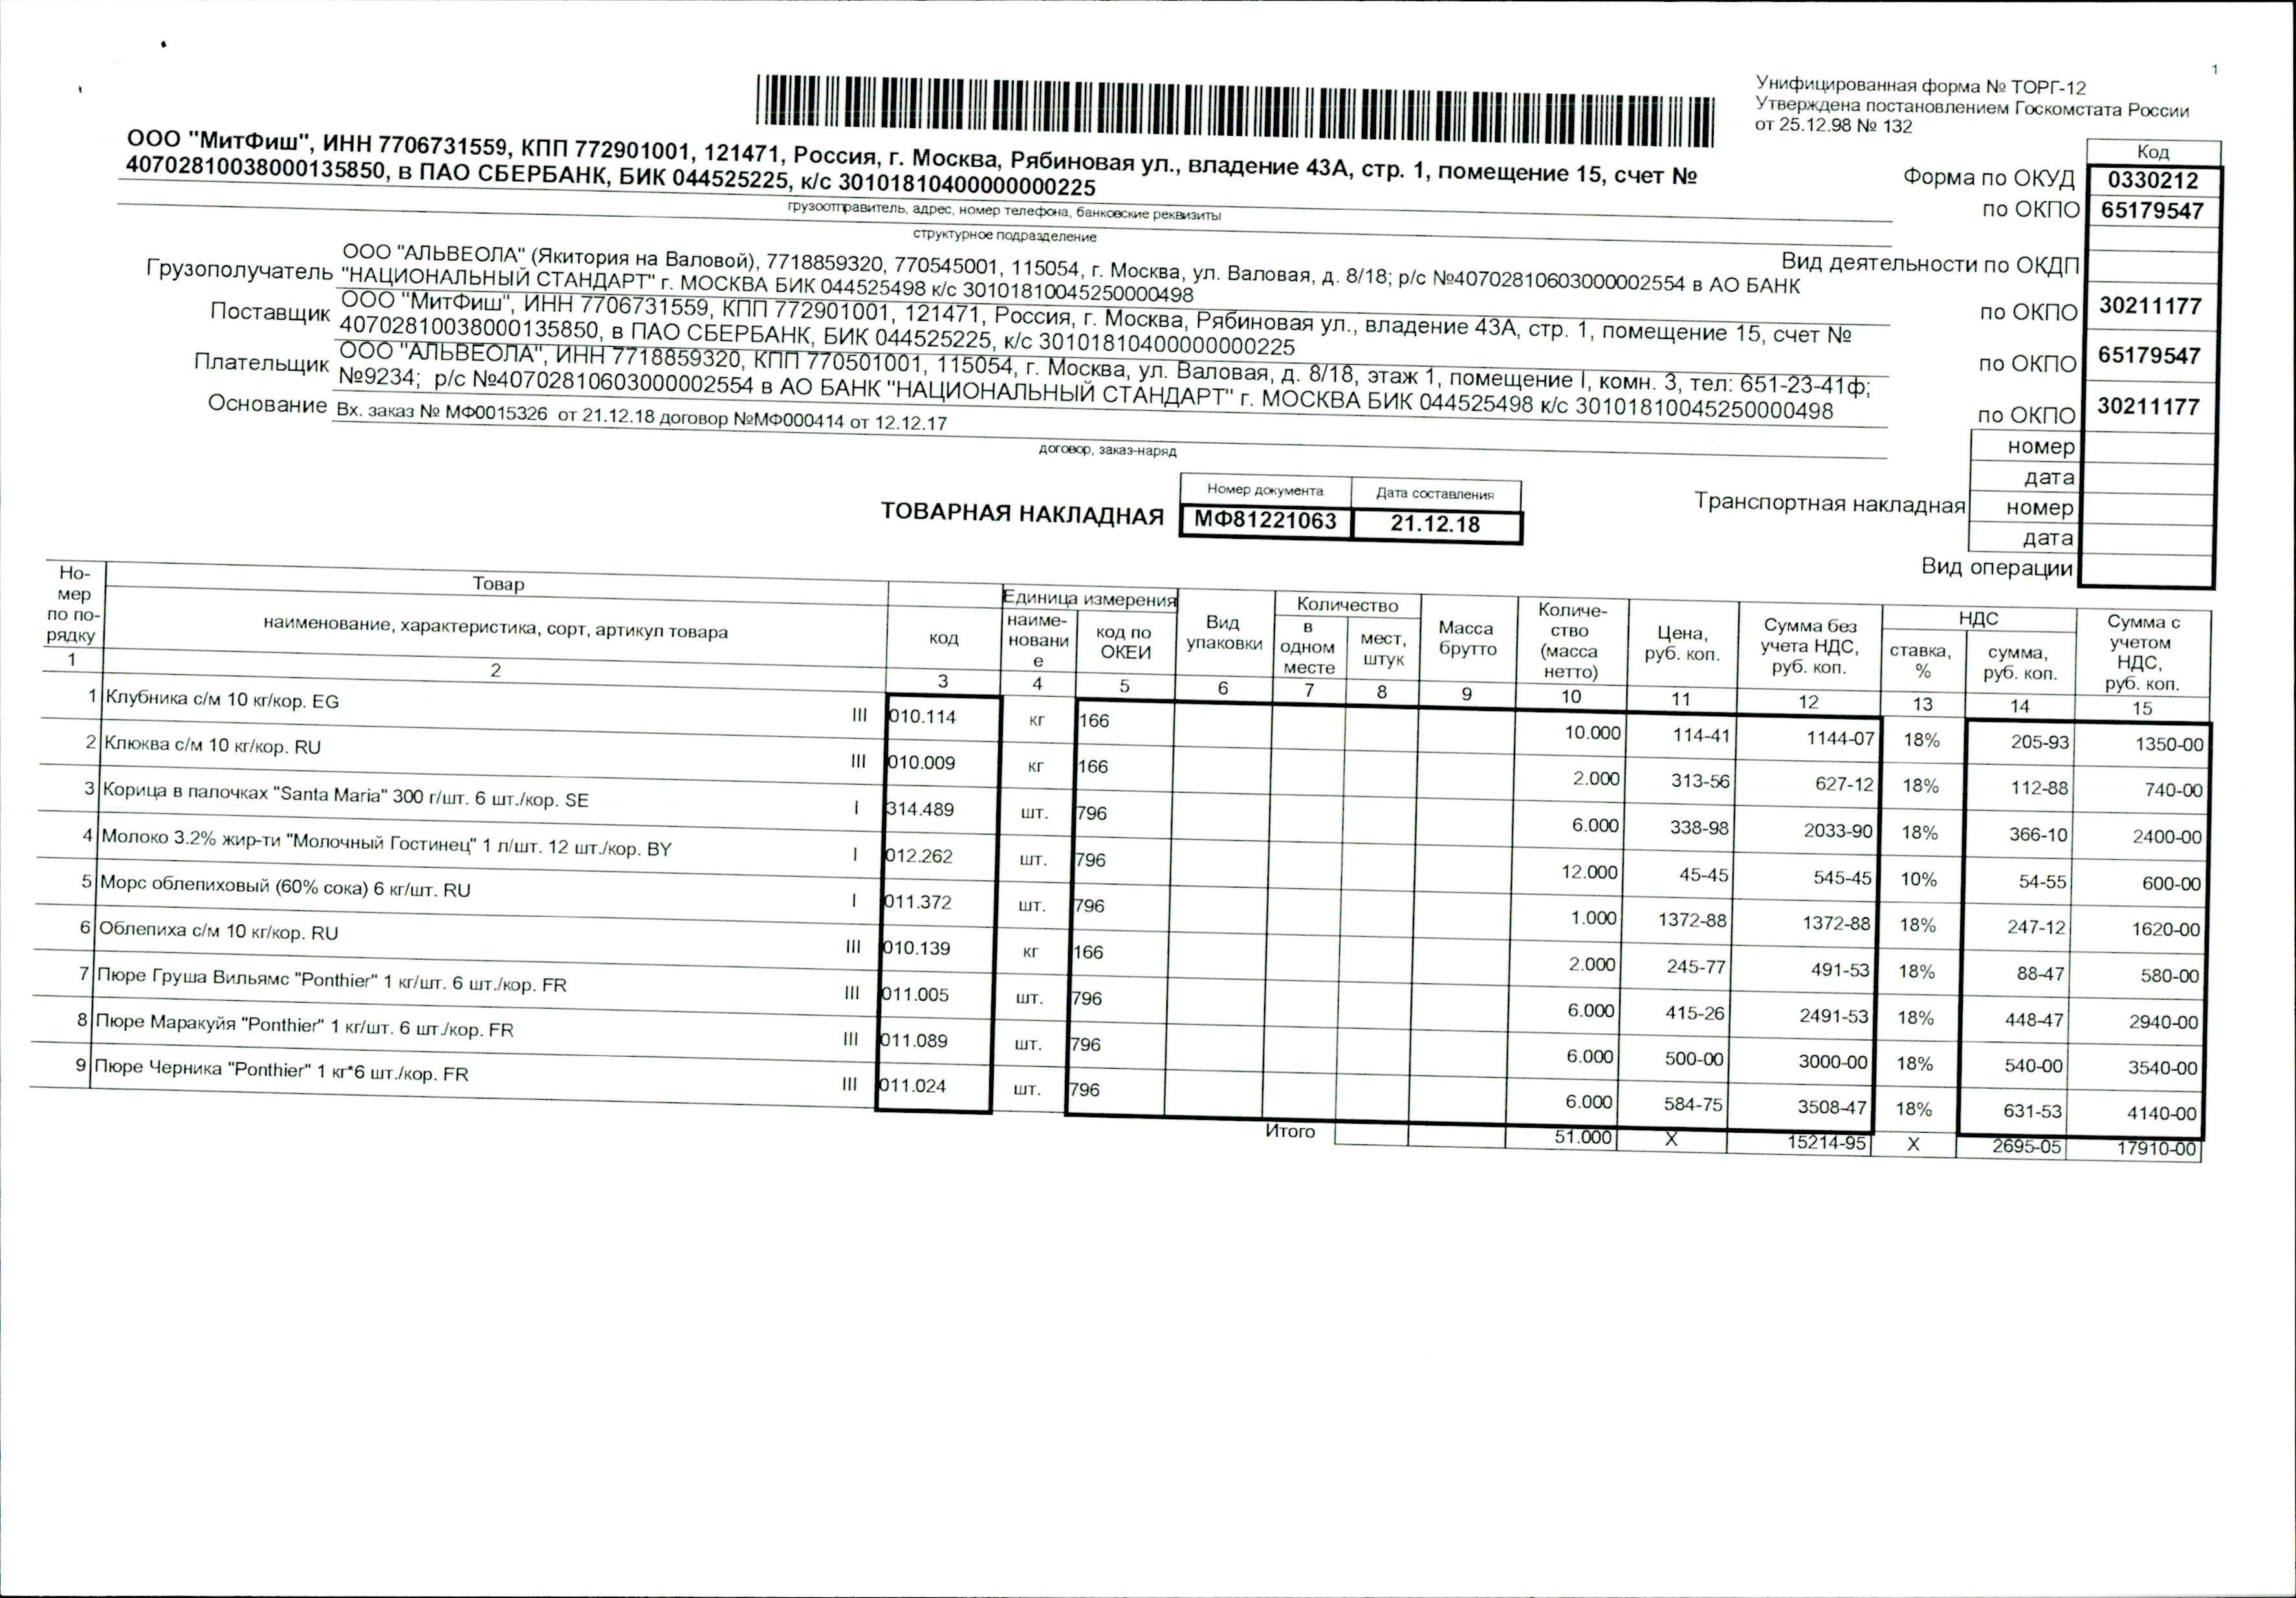 1
Унифицированная форма № ТОРГ-12
Утверждена постановлением Госкомстата России
от 25.12.98 № 132
Код
ООО "МитФиш", ИНН 7706731559, КПП 772901001, 121471, Россия, г. Москва, Рябиновая ул., владение 43А, стр. 1, помещение 15, счет №
40702810038000135850, в ПАО СБЕРБАНК, БИК 044525225, к/с 30101810400000000225
Форма по ОКУД 0330212
по ОКПО 65179547
грузоотправитель, адрес, номер телефона, банковские реквизиты
структурное подразделение
Вид деятельности по ОКДП
Грузополучатель ООО "АЛЬВЕОЛА" (Якитория на Валовой), 7718859320, 770545001, 115054, г. Москва, ул. Валовая, д. 8/18; р/с №40702810603000002554 в АО БАНК
"НАЦИОНАЛЬНЫЙ СТАНДАРТ" г. МОСКВА БИК 044525498 к/с 30101810045250000498
по ОКПО 30211177
Поставщик ООО "МитФиш", ИНН 7706731559, КПП 772901001, 121471, Россия, г. Москва, Рябиновая ул., владение 43А, стр. 1, помещение 15, счет №
40702810038000135850, в ПАО СБЕРБАНК, БИК 044525225, к/с 30101810400000000225
по ОКПО 65179547
Плательщик ООО "АЛЬВЕОЛА", ИНН 7718859320, КПП 770501001, 115054, г. Москва, ул. Валовая, д. 8/18, этаж 1, помещение I, комн. 3, тел: 651-23-41ф;
№9234; р/с №40702810603000002554 в АО БАНК "НАЦИОНАЛЬНЫЙ СТАНДАРТ" г. МОСКВА БИК 044525498 к/с 30101810045250000498
по ОКПО 30211177
Основание Вх. заказ № МФ0015326 от 21.12.18 договор №МФ000414 от 12.12.17
договор, заказ-наряд
номер
дата
Транспортная накладная номер
дата
Вид операции
Номер документа Дата составления
ТОВАРНАЯ НАКЛАДНАЯ МФ81221063 21.12.18
Но-
мер
по по-
рядку
Товар
наименование, характеристика, сорт, артикул товара
код
Единица измерения
наиме-
новани
е
код по
ОКЕИ
Вид
упаковки
Количество
в
одном
месте
мест,
штук
Масса
брутто
Количе-
ство
(масса
нетто)
Цена,
руб. коп.
Сумма без
учета НДС,
руб. коп.
НДС
ставка,
%
сумма,
руб. коп.
Сумма с
учетом
НДС,
руб. коп.
1 2 3 4 5 6 7 8 9 10 11 12 13 14 15
1 Клубника с/м 10 кг/кор. EG III 010.114 кг 166 10.000 114-41 1144-07 18% 205-93 1350-00
2 Клюква с/м 10 кг/кор. RU III 010.009 кг 166 2.000 313-56 627-12 18% 112-88 740-00
3 Корица в палочках "Santa Maria" 300 г/шт. 6 шт./кор. SE I 314.489 шт. 796 6.000 338-98 2033-90 18% 366-10 2400-00
4 Молоко 3.2% жир-ти "Молочный Гостинец" 1 л/шт. 12 шт./кор. BY I 012.262 шт. 796 12.000 45-45 545-45 10% 54-55 600-00
5 Морс облепиховый (60% сока) 6 кг/шт. RU I 011.372 шт. 796 1.000 1372-88 1372-88 18% 247-12 1620-00
6 Облепиха с/м 10 кг/кор. RU III 010.139 кг 166 2.000 245-77 491-53 18% 88-47 580-00
7 Пюре Груша Вильямс "Ponthier" 1 кг/шт. 6 шт./кор. FR III 011.005 шт. 796 6.000 415-26 2491-53 18% 448-47 2940-00
8 Пюре Маракуйя "Ponthier" 1 кг/шт. 6 шт./кор. FR III 011.089 шт. 796 6.000 500-00 3000-00 18% 540-00 3540-00
9 Пюре Черника "Ponthier" 1 кг*6 шт./кор. FR III 011.024 шт. 796 6.000 584-75 3508-47 18% 631-53 4140-00
Итого 51.000 X 15214-95 X 2695-05 17910-00